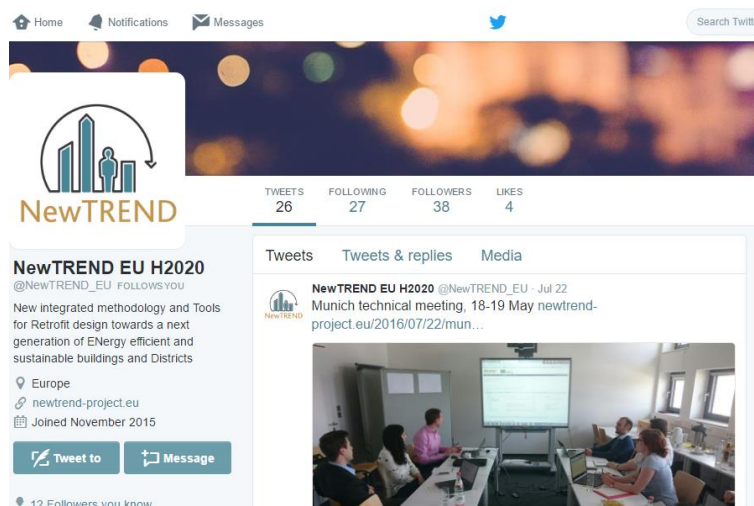 Home Notifications Messages Search Twitt
NewTREND
TWEETS FOLLOWING FOLLOWERS LIKES
26 27 38 4
NewTREND EU H2020
@NewTREND_EU FOLLOWS YOU
New integrated methodology and Tools
for Retrofit design towards a next
generation of ENergy efficient and
sustainable buildings and Districts
Europe
newtrend-project.eu
Joined November 2015
Tweet to Message
12 Followers you know
Tweets Tweets & replies Media
NewTREND EU H2020 @NewTREND_EU · Jul 22
NewTREND
Munich technical meeting, 18-19 May newtrend-
project.eu/2016/07/22/mun…